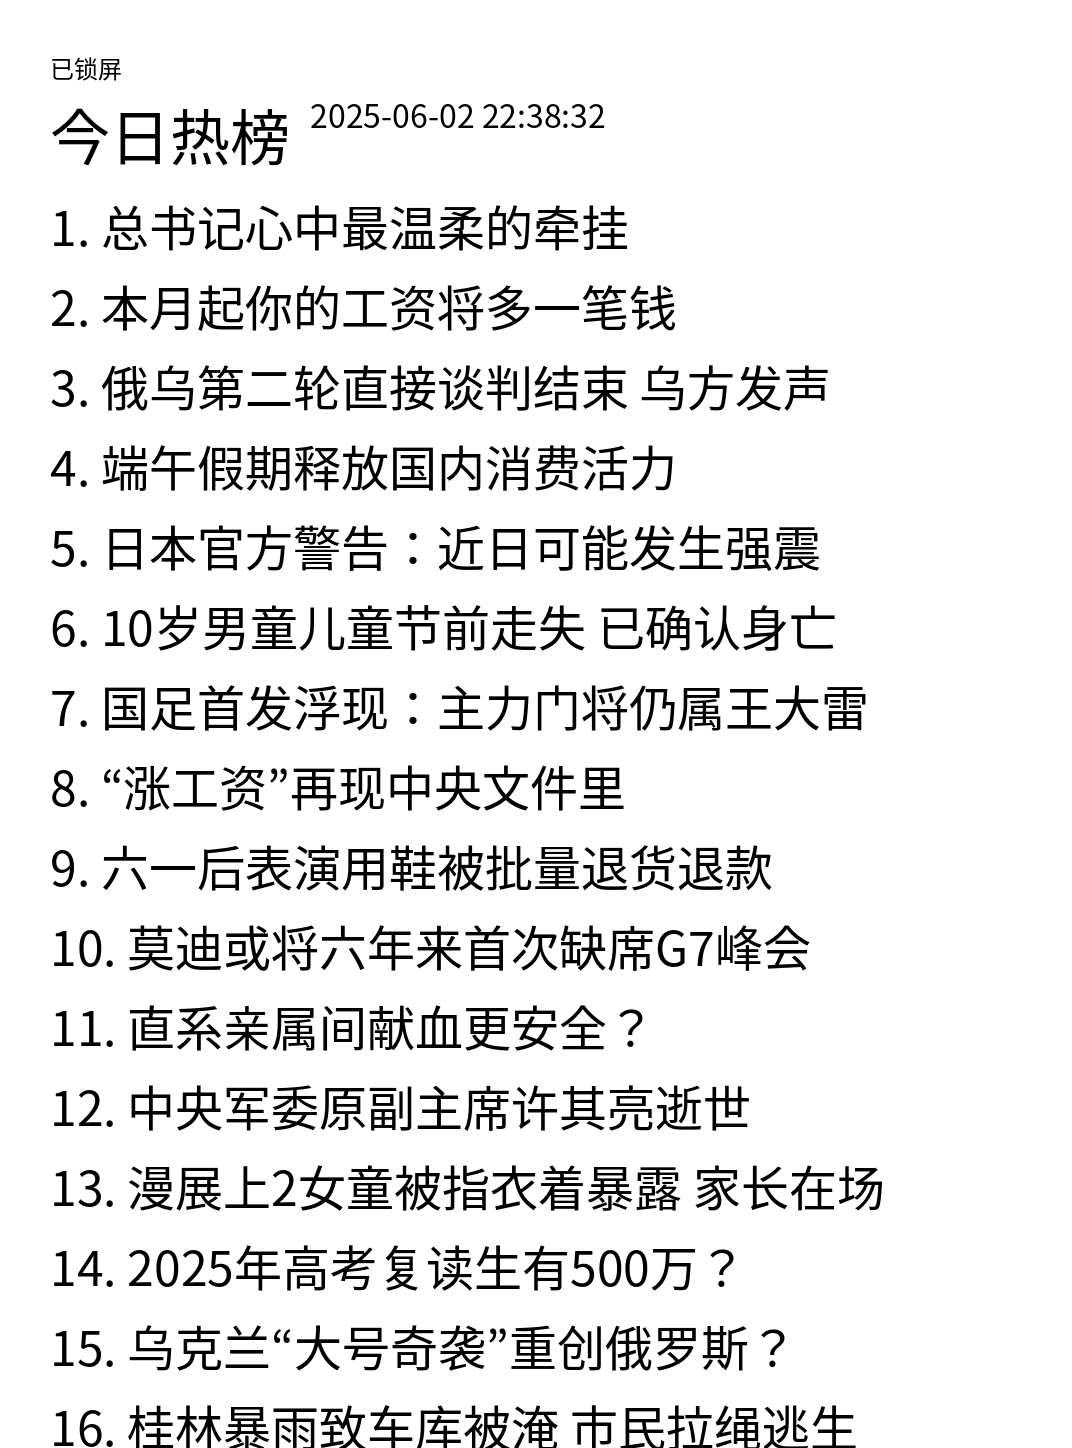 已锁屏
今日热榜 2025-06-02 22:38:32
1. 总书记心中最温柔的牵挂
2. 本月起你的工资将多一笔钱
3. 俄乌第二轮直接谈判结束 乌方发声
4. 端午假期释放国内消费活力
5. 日本官方警告：近日可能发生强震
6. 10岁男童儿童节前走失 已确认身亡
7. 国足首发浮现：主力门将仍属王大雷
8. “涨工资”再现中央文件里
9. 六一后表演用鞋被批量退货退款
10. 莫迪或将六年来首次缺席G7峰会
11. 直系亲属间献血更安全？
12. 中央军委原副主席许其亮逝世
13. 漫展上2女童被指衣着暴露 家长在场
14. 2025年高考复读生有500万？
15. 乌克兰“大号奇袭”重创俄罗斯？
16. 桂林暴雨致车库被淹 市民拉绳逃生